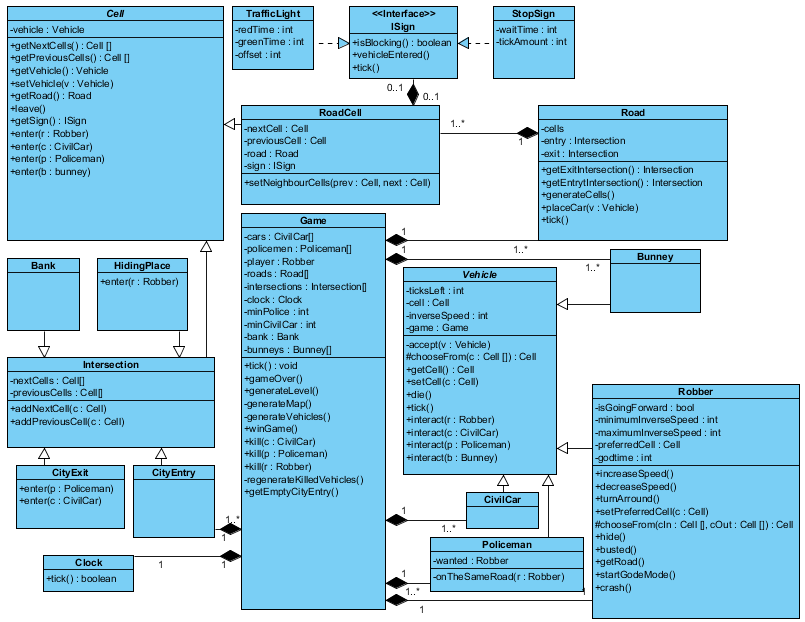 Cell
-vehicle : Vehicle
+getNextCells() : Cell []
+getPreviousCells() : Cell []
+getVehicle() : Vehicle
+setVehicle(v : Vehicle)
+getRoad() : Road
+leave()
+getSign() : ISign
+enter(r : Robber)
+enter(c : CivilCar)
+enter(p : Policeman)
+enter(b : bunney)
TrafficLight
-redTime : int
-greenTime : int
-offset : int
<<Interface>>
ISign
+isBlocking() : boolean
+vehicleEntered()
+tick()
StopSign
-waitTime : int
-tickAmount : int
0..1
0..1
RoadCell
-nextCell : Cell
-previousCell : Cell
-road : Road
-sign : ISign
+setNeighbourCells(prev : Cell, next : Cell)
1..*
1
Road
-cells
-entry : Intersection
-exit : Intersection
+getExitIntersection() : Intersection
+getEntrytIntersection() : Intersection
+generateCells()
+placeCar(v : Vehicle)
+tick()
Game
-cars : CivilCar[]
-policemen : Policeman[]
-player : Robber
-roads : Road[]
-intersections : Intersection[]
-clock : Clock
-minPolice : int
-minCivilCar : int
-bank : Bank
-bunneys : Bunney[]
+tick() : void
+gameOver()
+generateLevel()
-generateMap()
-generateVehicles()
+winGame()
+kill(c : CivilCar)
+kill(p : Policeman)
+kill(r : Robber)
-regenerateKilledVehicles()
+getEmptyCityEntry()
1
1..*
1
1..*
Bunney
Bank
HidingPlace
+enter(r : Robber)
Vehicle
-ticksLeft : int
-cell : Cell
-inverseSpeed : int
-game : Game
-accept(v : Vehicle)
#chooseFrom(c : Cell []) : Cell
+getCell() : Cell
+setCell(c : Cell)
+die()
+tick()
+interact(r : Robber)
+interact(c : CivilCar)
+interact(p : Policeman)
+interact(b : Bunney)
Intersection
-nextCells : Cell[]
-previousCells : Cell[]
+addNextCell(c : Cell)
+addPreviousCell(c : Cell)
Robber
-isGoingForward : bool
-minimumInverseSpeed : int
-maximumInverseSpeed : int
-preferredCell : Cell
-godtime : int
+increaseSpeed()
+decreaseSpeed()
+turnArround()
+setPreferredCell(c : Cell)
#chooseFrom(cIn : Cell [], cOut : Cell []) : Cell
+hide()
+busted()
+getRoad()
+startGodeMode()
+crash()
CityExit
+enter(p : Policeman)
+enter(c : CivilCar)
CityEntry
1..*
1
CivilCar
1
1..*
Policeman
-wanted : Robber
-onTheSameRoad(r : Robber)
Clock
+tick() : boolean
1
1
1
1..*
1
1